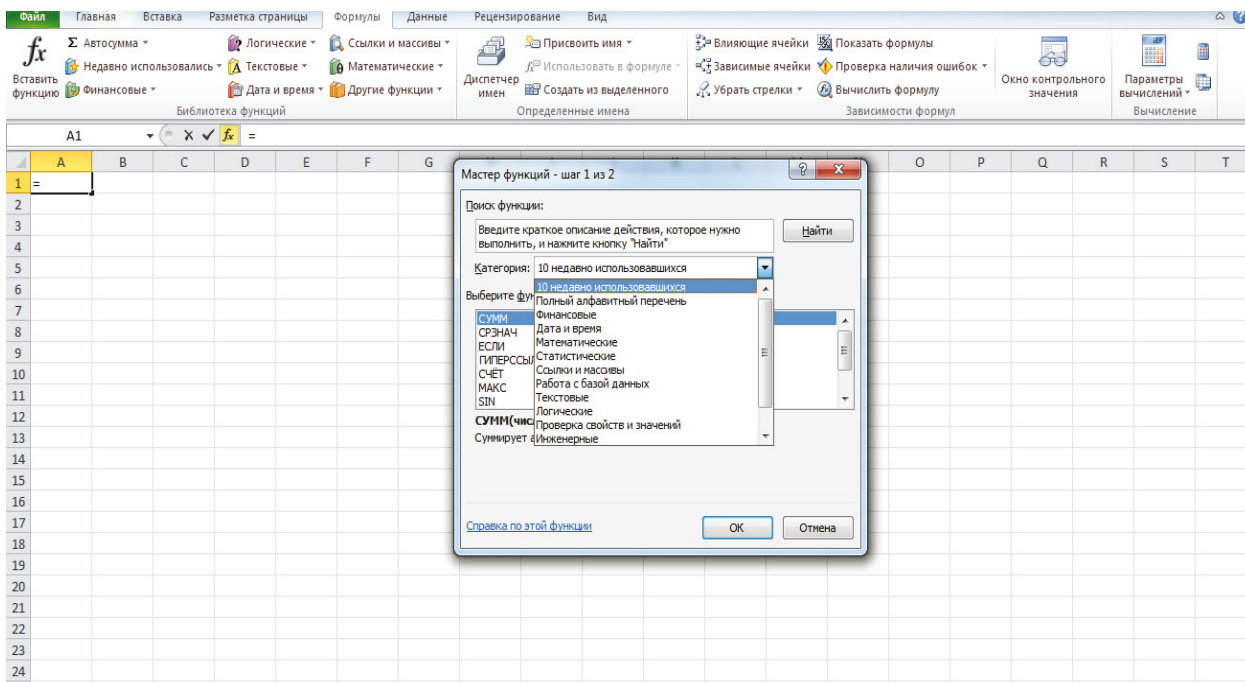 Файл Главная Вставка Разметка страницы Формулы Данные Рецензирование Вид
fx Σ Автосумма Логические Ссылки и массивы Присвоить имя Влияющие ячейки Показать формулы
Недавно использовались Текстовые Математические Использовать в формуле Зависимые ячейки Проверка наличия ошибок
Вставить функцию Финансовые Дата и время Другие функции Диспетчер имен Создать из выделенного Убрать стрелки Вычислить формулу Окно контрольного значения Параметры вычислений
Библиотека функций Определенные имена Зависимости формул Вычисление
A1 fx =
A B C D E F G O P Q R S T
1 =
2
3
4
5
6
7
8
9
10
11
12
13
14
15
16
17
18
19
20
21
22
23
24
Мастер функций - шаг 1 из 2
Поиск функции:
Введите краткое описание действия, которое нужно
выполнить, и нажмите кнопку "Найти"
Найти
Категория: 10 недавно использовавшихся
10 недавно использовавшихся
Полный алфавитный перечень
Финансовые
Дата и время
Математические
Статистические
Ссылки и массивы
Работа с базой данных
Текстовые
Логические
Проверка свойств и значений
Инженерные
Выберите
СУММ
СРЗНАЧ
ЕСЛИ
СЧЁТ
МАКС
SIN
Суммирует
Справка по этой функции
ОК Отмена